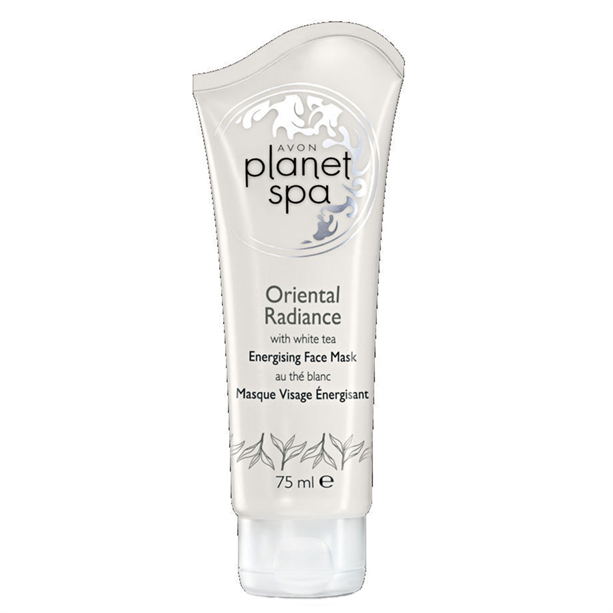 AVON
planet
spa
Oriental
Radiance
with white tea
Energising Face Mask
au thé blanc
Masque Visage Énergisant
75 ml ℮